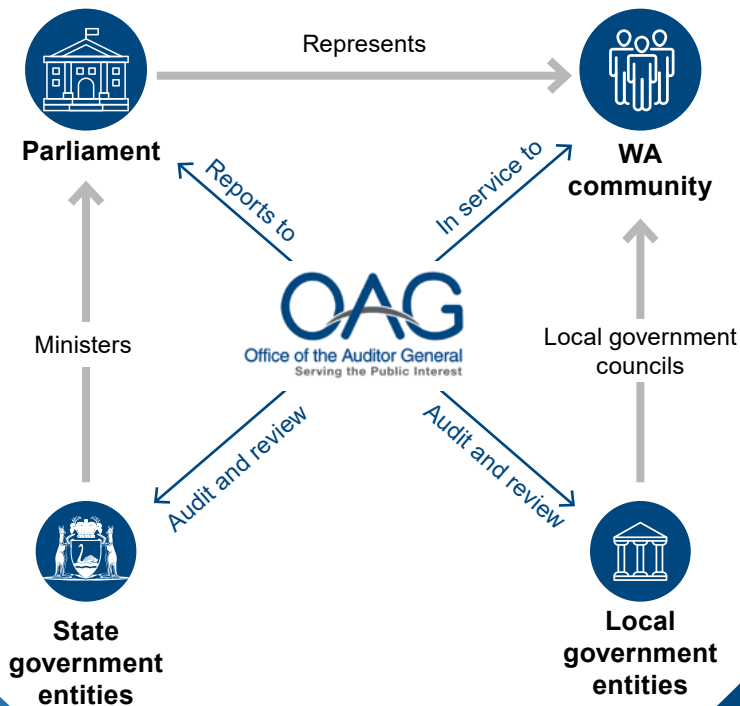 Represents
Parliament
WA
community
Reports to
In service to
OAG
Office of the Auditor General
Serving the Public Interest
Ministers
Local government
councils
Audit and review
Audit and review
State
government
entities
Local
government
entities